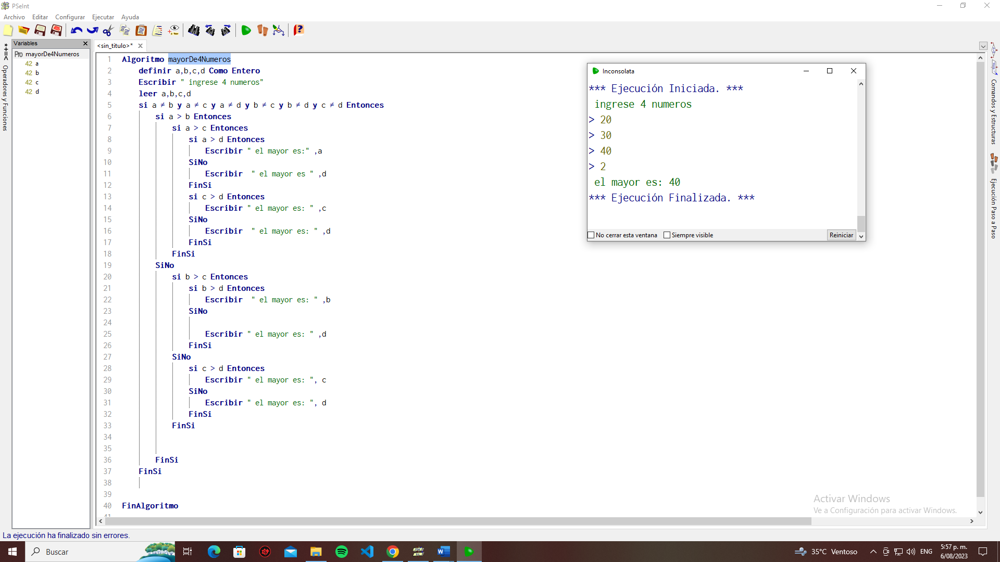 PSeInt
Archivo Editar Configurar Ejecutar Ayuda
Variables
<sin_titulo>*
Operadores y Funciones
Pro mayorDe4Numeros
42 a
42 b
42 c
42 d
1 Algoritmo mayorDe4Numeros
2 definir a,b,c,d Como Entero
3 Escribir " ingrese 4 numeros"
4 leer a,b,c,d
5 si a ≠ b y a ≠ c y a ≠ d y b ≠ c y b ≠ d y c ≠ d Entonces
6 si a > b Entonces
7 si a > c Entonces
8 si a > d Entonces
9 Escribir " el mayor es:" ,a
10 SiNo
11 Escribir " el mayor es " ,d
12 FinSi
13 si c > d Entonces
14 Escribir " el mayor es: " ,c
15 SiNo
16 Escribir " el mayor es: " ,d
17 FinSi
18 FinSi
19 SiNo
20 si b > c Entonces
21 si b > d Entonces
22 Escribir " el mayor es: " ,b
23 SiNo
24
25 Escribir " el mayor es: " ,d
26 FinSi
27 SiNo
28 si c > d Entonces
29 Escribir " el mayor es: ", c
30 SiNo
31 Escribir " el mayor es: ", d
32 FinSi
33 FinSi
34
35
36 FinSi
37 FinSi
38
39
40 FinAlgoritmo
41
Inconsolata
*** Ejecución Iniciada. ***
ingrese 4 numeros
> 20
> 30
> 40
> 2
el mayor es: 40
*** Ejecución Finalizada. ***
No cerrar esta ventana Siempre visible Reiniciar
Comandos y Estructuras
Ejecución Paso a Paso
Activar Windows
Ve a Configuración para activar Windows.
La ejecución ha finalizado sin errores.
Buscar
35°C Ventoso
ENG
5:57 p. m.
6/08/2023